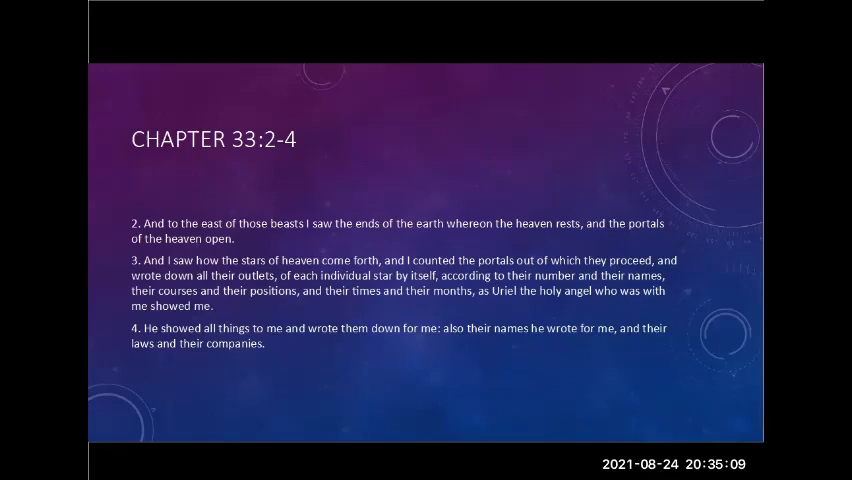 CHAPTER 33:2-4
2. And to the east of those beasts I saw the ends of the earth whereon the heaven rests, and the portals
of the heaven open.
3. And I saw how the stars of heaven come forth, and I counted the portals out of which they proceed, and
wrote down all their outlets, of each individual star by itself, according to their number and their names,
their courses and their positions, and their times and their months, as Uriel the holy angel who was with
me showed me.
4. He showed all things to me and wrote them down for me: also their names he wrote for me, and their
laws and their companies.
2021-08-24 20:35:09